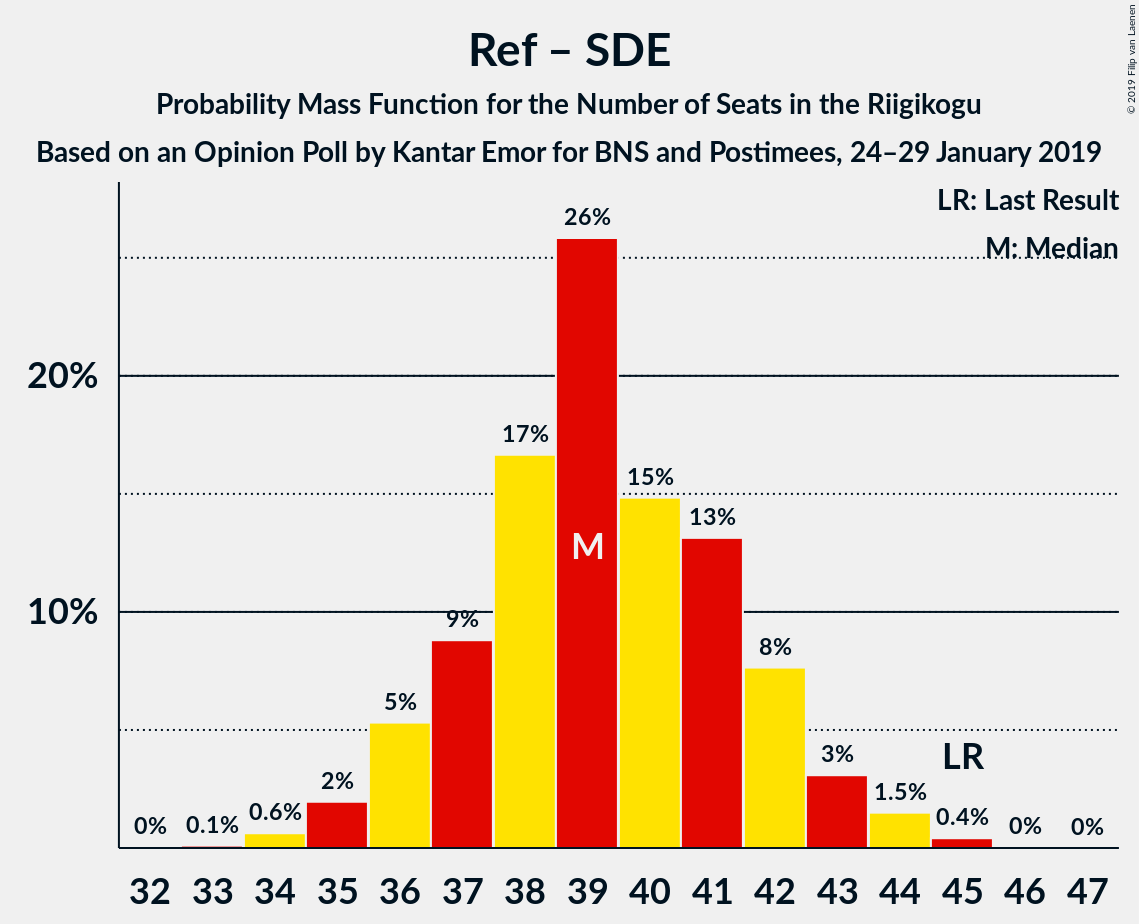 Ref – SDE
Probability Mass Function for the Number of Seats in the Riigikogu
Based on an Opinion Poll by Kantar Emor for BNS and Postimees, 24–29 January 2019
© 2019 Filip van Laenen
LR: Last Result
M: Median
20%
10%
0%
0.1%
0.6%
2%
5%
9%
17%
26%
15%
13%
8%
3%
1.5%
0.4%
0%
0%
M
LR
32 33 34 35 36 37 38 39 40 41 42 43 44 45 46 47